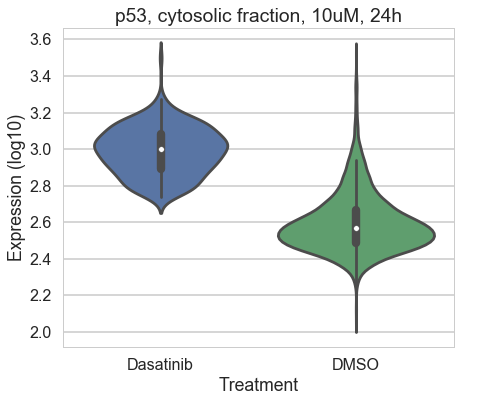 p53, cytosolic fraction, 10uM, 24h
Expression (log10)
3.6
3.4
3.2
3.0
2.8
2.6
2.4
2.2
2.0
Dasatinib DMSO
Treatment